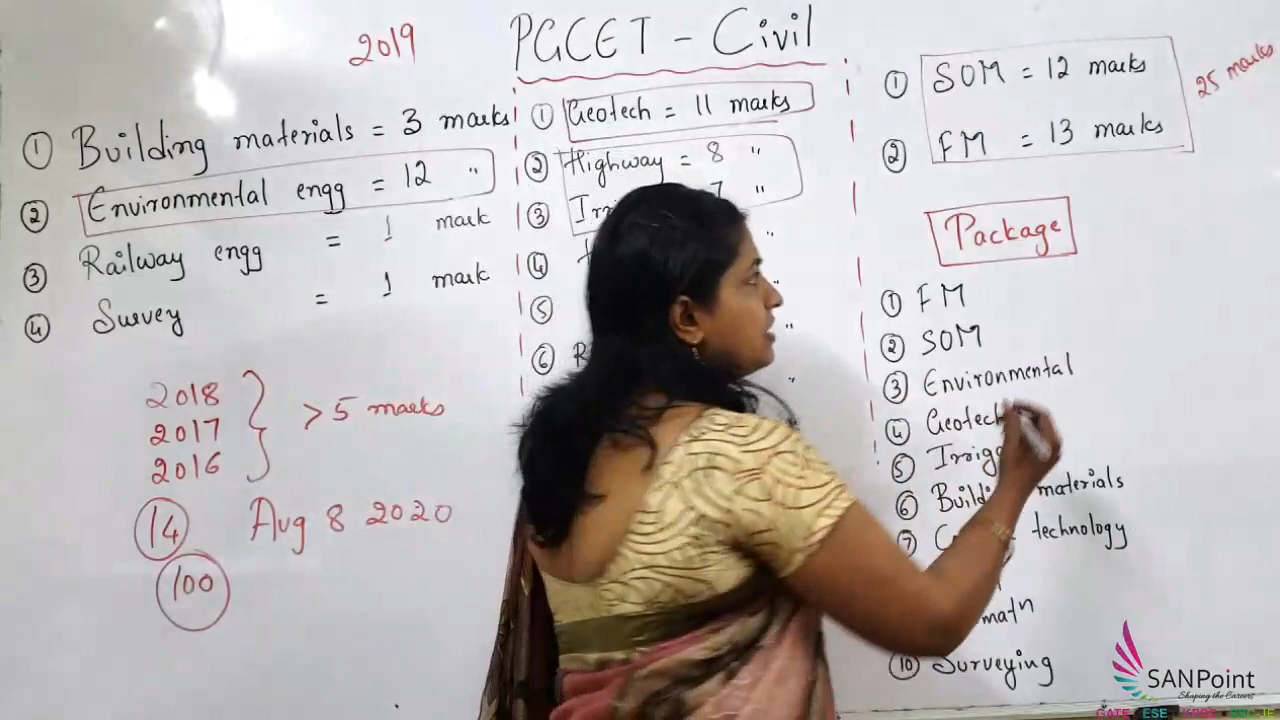 2019
PGCET - Civil
① Building materials = 3 marks
② Environmental engg = 12 "
③ Railway engg = 1 mark
④ Survey = 1 mark
2018
2017
2016
> 5 marks
14
Aug 8 2020
100
① Geotech = 11 marks
② Highway = 8 "
③ 7 "
④ "
⑤ "
⑥ "
"
① SOM = 12 marks
② FM = 13 marks
25 marks
Package
① FM
② SOM
③ Environmental
④ Geotech
⑤
⑥ materials
⑦ technology
⑩ Surveying
SANPoint
Shaping the Careers
GATE ESE